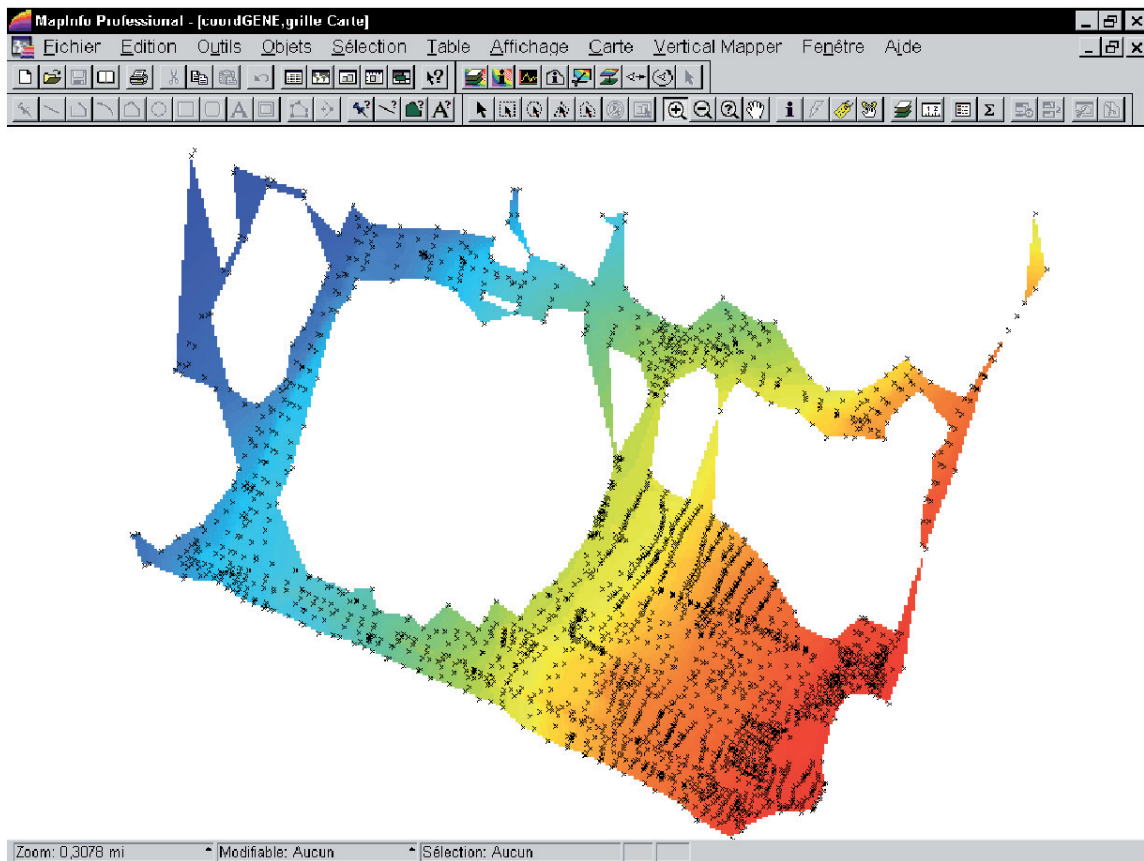 MapInfo Professional - [cuordGENE,grille Carte]
Fichier Edition Outils Objets Sélection Table Affichage Carte Vertical Mapper Fenêtre Aide
Zoom: 0,3078 mi Modifiable: Aucun Sélection: Aucun